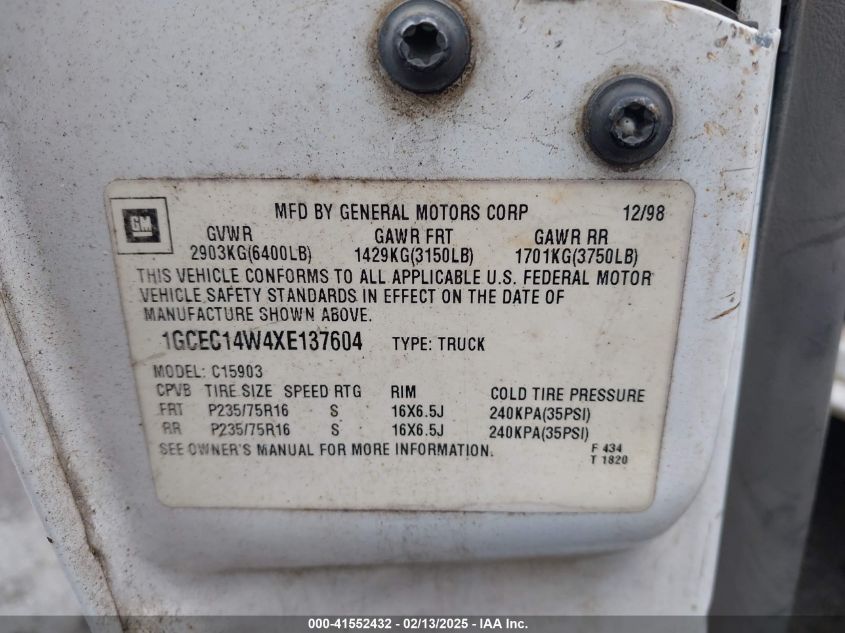 MFD BY GENERAL MOTORS CORP 12/98
GM
GVWR GAWR FRT GAWR RR
2903KG(6400LB) 1429KG(3150LB) 1701KG(3750LB)
THIS VEHICLE CONFORMS TO ALL APPLICABLE U.S. FEDERAL MOTOR
VEHICLE SAFETY STANDARDS IN EFFECT ON THE DATE OF
MANUFACTURE SHOWN ABOVE.
1GCEC14W4XE137604 TYPE: TRUCK
MODEL: C15903
CPVB TIRE SIZE SPEED RTG RIM COLD TIRE PRESSURE
FRT P235/75R16 S 16X6.5J 240KPA(35PSI)
RR P235/75R16 S 16X6.5J 240KPA(35PSI)
SEE OWNER'S MANUAL FOR MORE INFORMATION.
F 434
T 1820
000-41552432 - 02/13/2025 - IAA Inc.